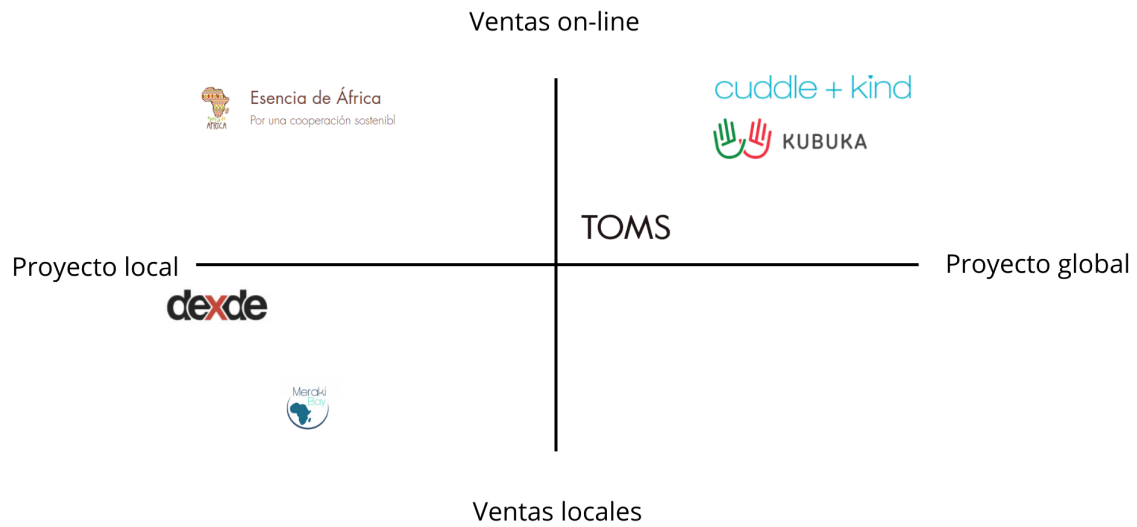 Ventas on-line
cuddle + kind
Esencia de África
Por una cooperación sostenibl
ÁFRICA
KUBUKA
TOMS
Proyecto local
Proyecto global
dexde
Meraki
Bay
Ventas locales